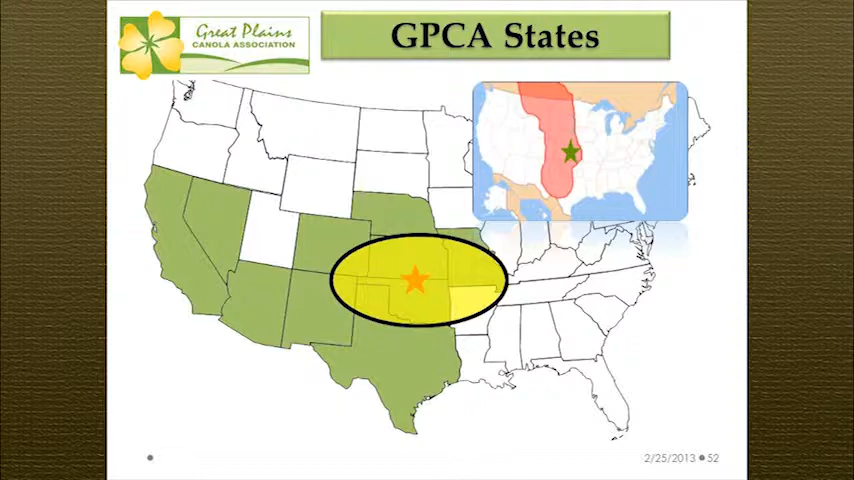 Great Plains
CANOLA ASSOCIATION
GPCA States
2/25/2013
52